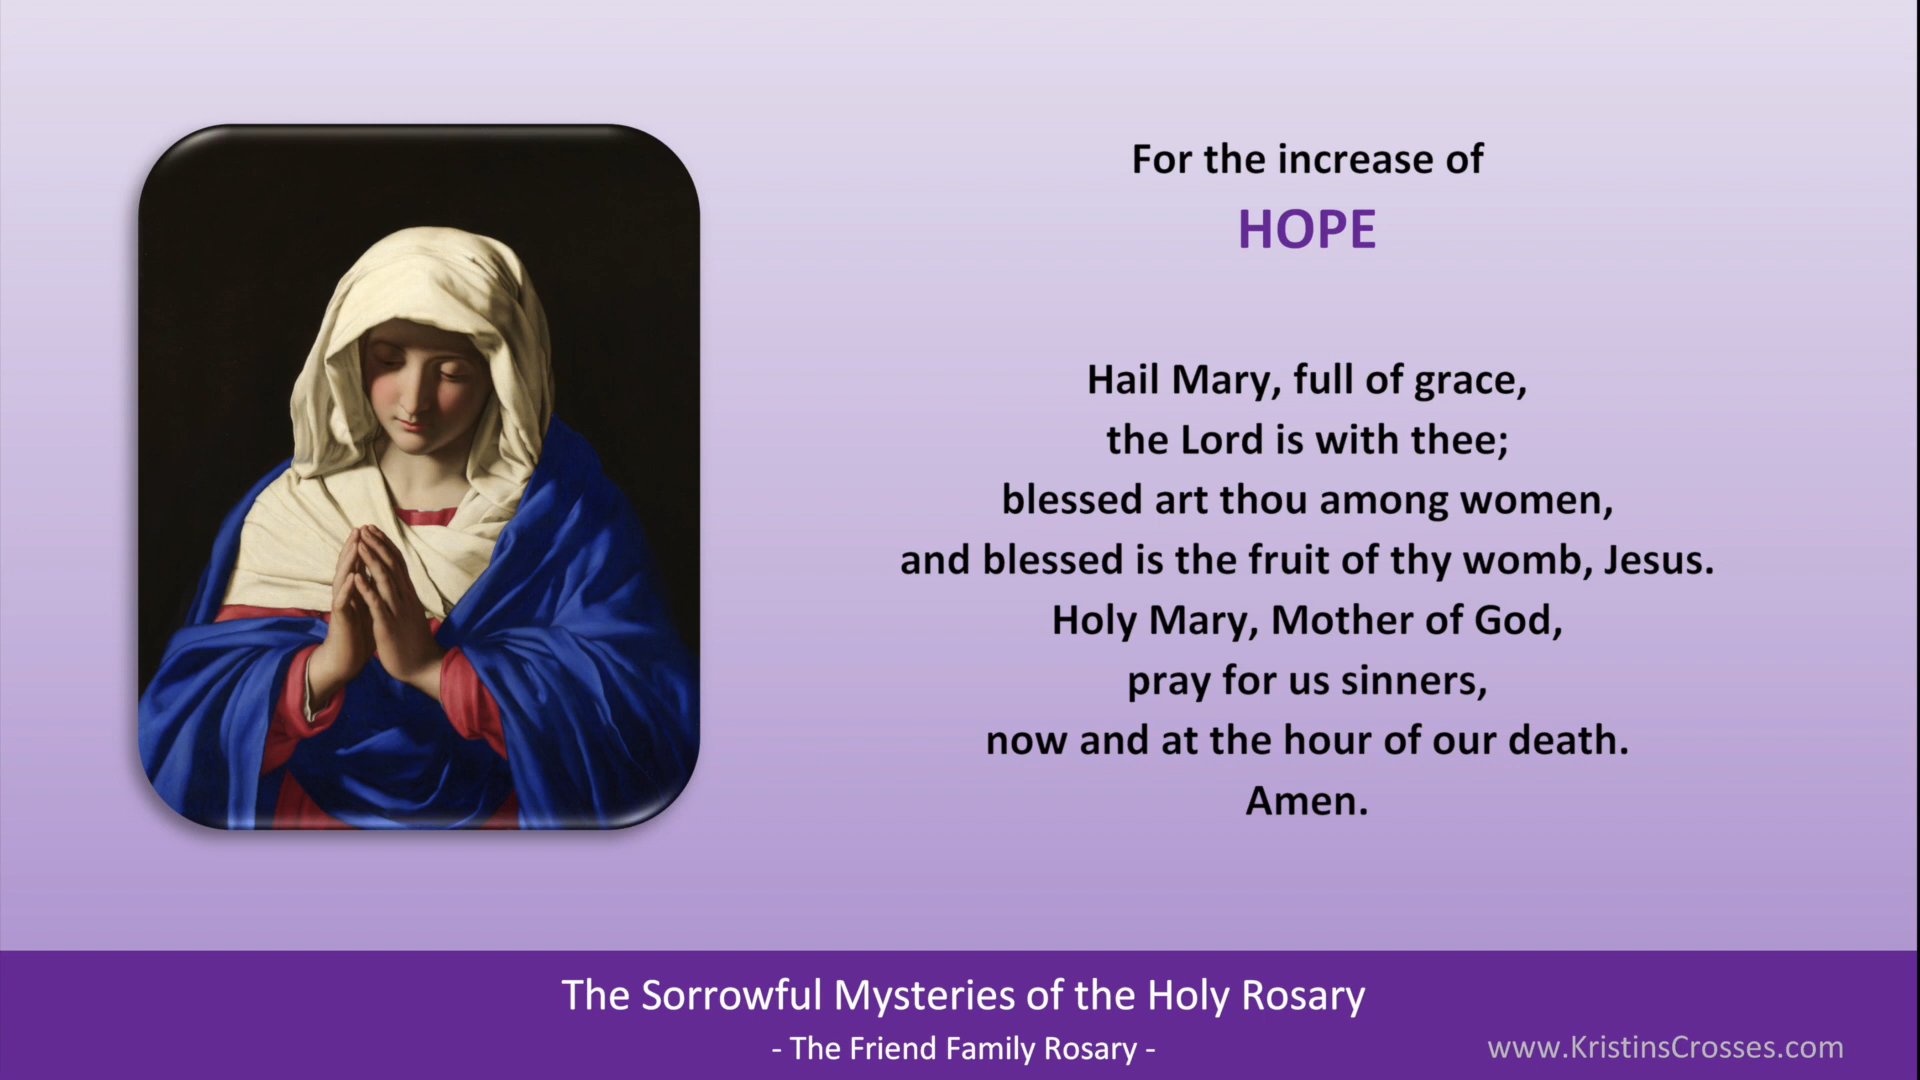 For the increase of
HOPE
Hail Mary, full of grace,
the Lord is with thee;
blessed art thou among women,
and blessed is the fruit of thy womb, Jesus.
Holy Mary, Mother of God,
pray for us sinners,
now and at the hour of our death.
Amen.
The Sorrowful Mysteries of the Holy Rosary
- The Friend Family Rosary -
www.KristinsCrosses.com